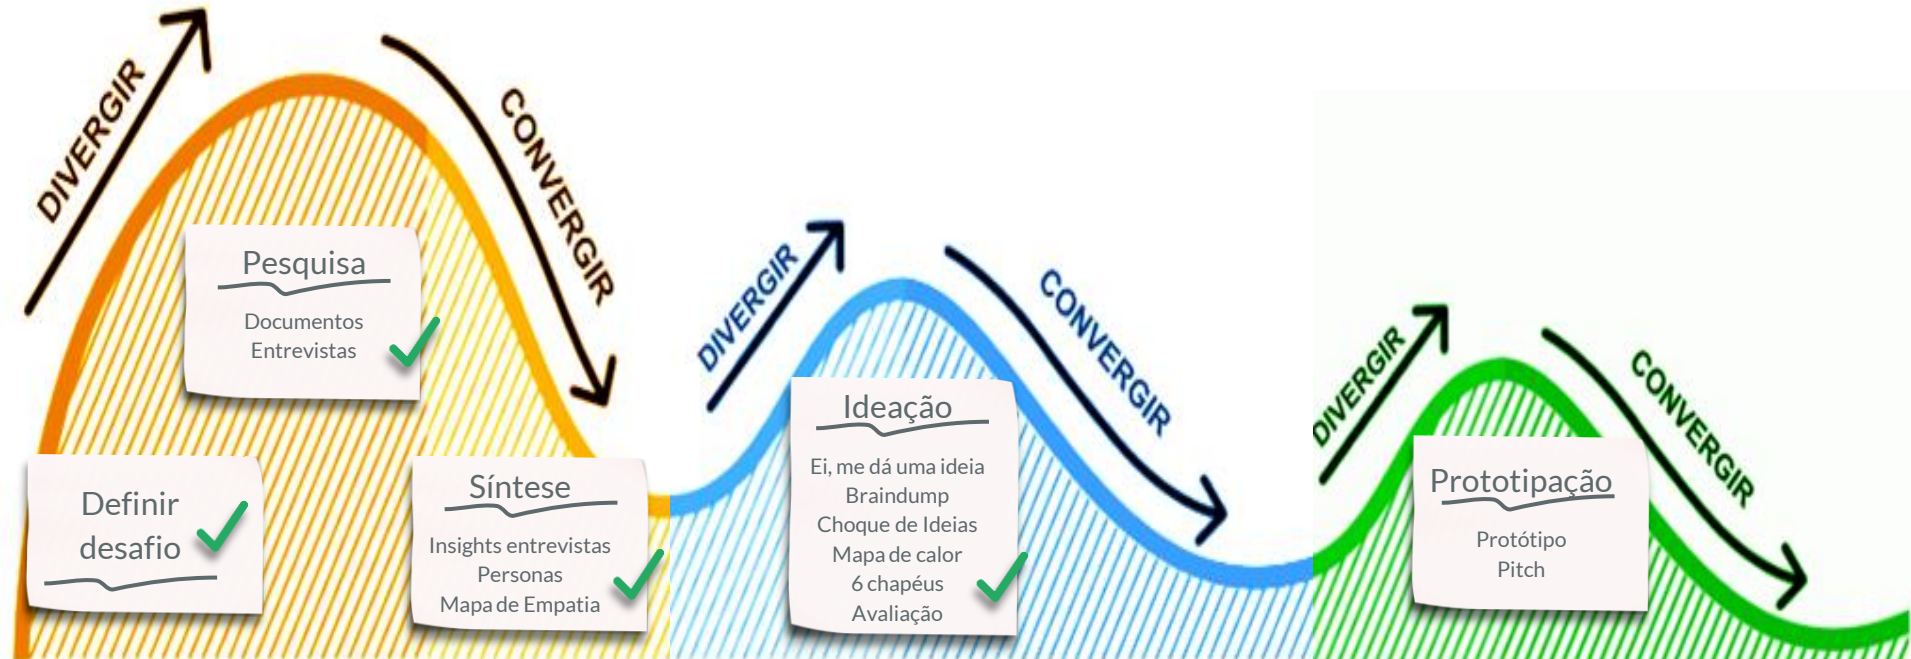 DIVERGIR
CONVERGIR
Pesquisa
Documentos
Entrevistas
Definir
desafio
Síntese
Insights entrevistas
Personas
Mapa de Empatia
DIVERGIR
CONVERGIR
Ideação
Ei, me dá uma ideia
Braindump
Choque de Ideias
Mapa de calor
6 chapéus
Avaliação
DIVERGIR
CONVERGIR
Prototipação
Protótipo
Pitch